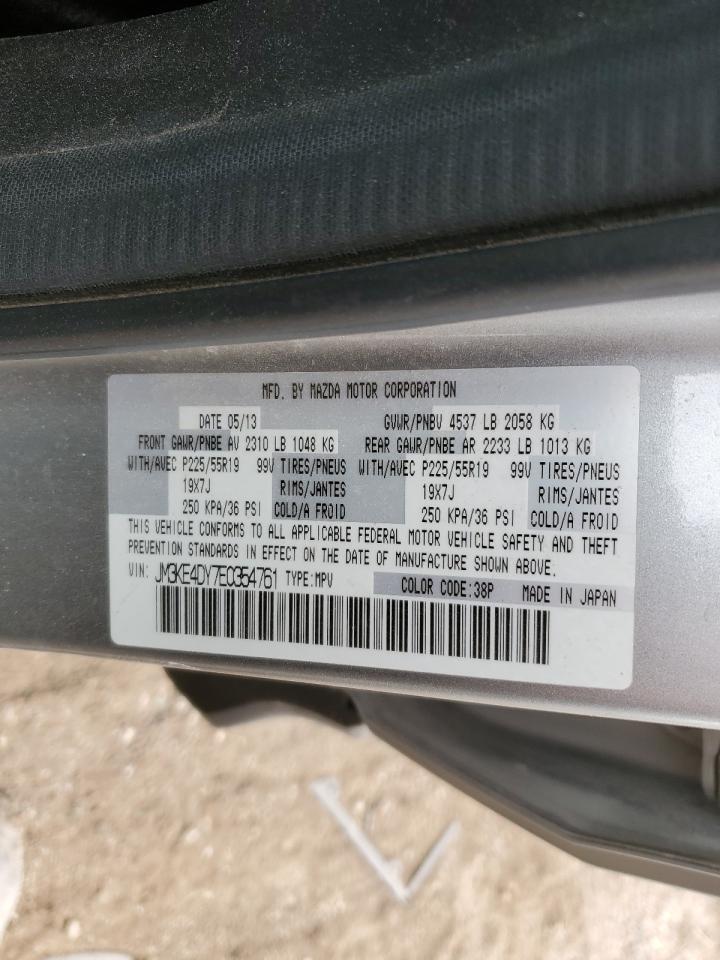 MFD. BY MAZDA MOTOR CORPORATION
DATE 05/13 GVWR/PNBV 4537 LB 2058 KG
FRONT GAWR/PNBE AV 2310 LB 1048 KG REAR GAWR/PNBE AR 2233 LB 1013 KG
WITH/AVEC P225/55R19 99V TIRES/PNEUS WITH/AVEC P225/55R19 99V TIRES/PNEUS
19X7J RIMS/JANTES 19X7J RIMS/JANTES
250 KPA/36 PSI COLD/A FROID 250 KPA/36 PSI COLD/A FROID
THIS VEHICLE CONFORMS TO ALL APPLICABLE FEDERAL MOTOR VEHICLE SAFETY AND THEFT
PREVENTION STANDARDS IN EFFECT ON THE DATE OF MANUFACTURE SHOWN ABOVE.
VIN: JM3KE4DY7E0354761 TYPE:MPV COLOR CODE:38P MADE IN JAPAN